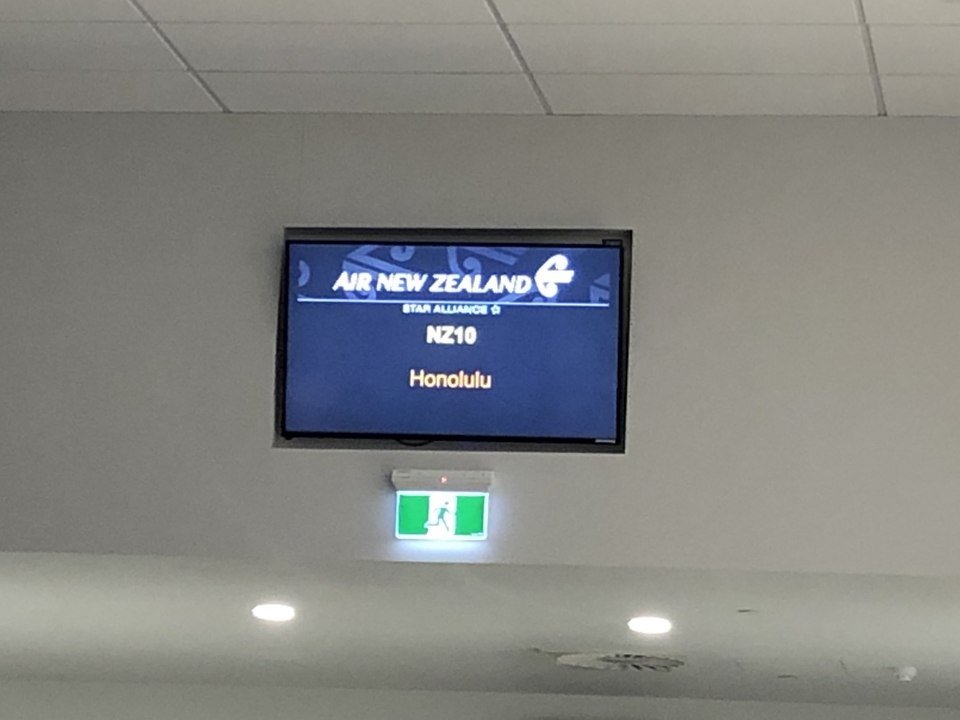 AIR NEW ZEALAND
STAR ALLIANCE
NZ10
Honolulu